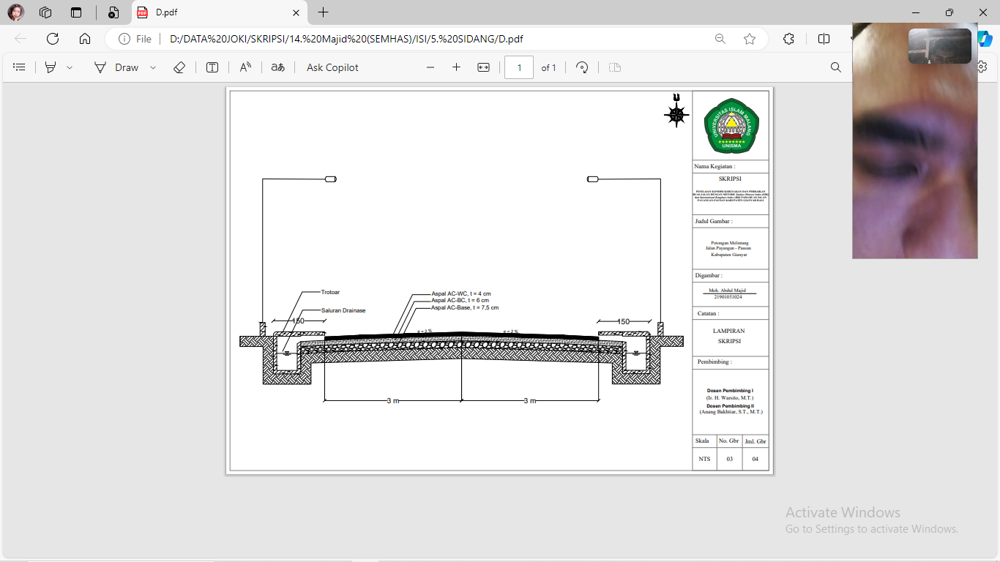 D.pdf
File
D:/DATA%20JOKI/SKRIPSI/14.%20Majid%20(SEMHAS)/ISI/5.%20SIDANG/D.pdf
Draw
aあ
Ask Copilot
1
of 1
U
UNIVERSITAS ISLAM MALANG
UNISMA
Nama Kegiatan :
SKRIPSI
PENILAIAN KONDISI KERUSAKAN DAN PERBAIKAN
RUAS JALAN DENGAN METODE Surface Distress Index (SDI)
dan International Roughness Index (IRI) PADA RUAS JALAN
PAYANGAN-PAUSAN KABUPATEN GIANYAR BALI
Judul Gambar :
Potongan Melintang
Jalan Payangan - Pausan
Kabupaten Gianyar
Digambar :
Moh. Abdul Majid
21901051024
Catatan :
LAMPIRAN
SKRIPSI
Pembimbing :
Dosen Pembimbing I
(Ir. H. Warsito, M.T.)
Dosen Pembimbing II
(Anang Bakhtiar, S.T., M.T.)
Skala
No. Gbr
Jml. Gbr
NTS
03
04
Trotoar
Saluran Drainase
Aspal AC-WC, t = 4 cm
Aspal AC-BC, t = 6 cm
Aspal AC-Base, t = 7,5 cm
150
150
e = 2 %
e = 2 %
3 m
3 m
Activate Windows
Go to Settings to activate Windows.